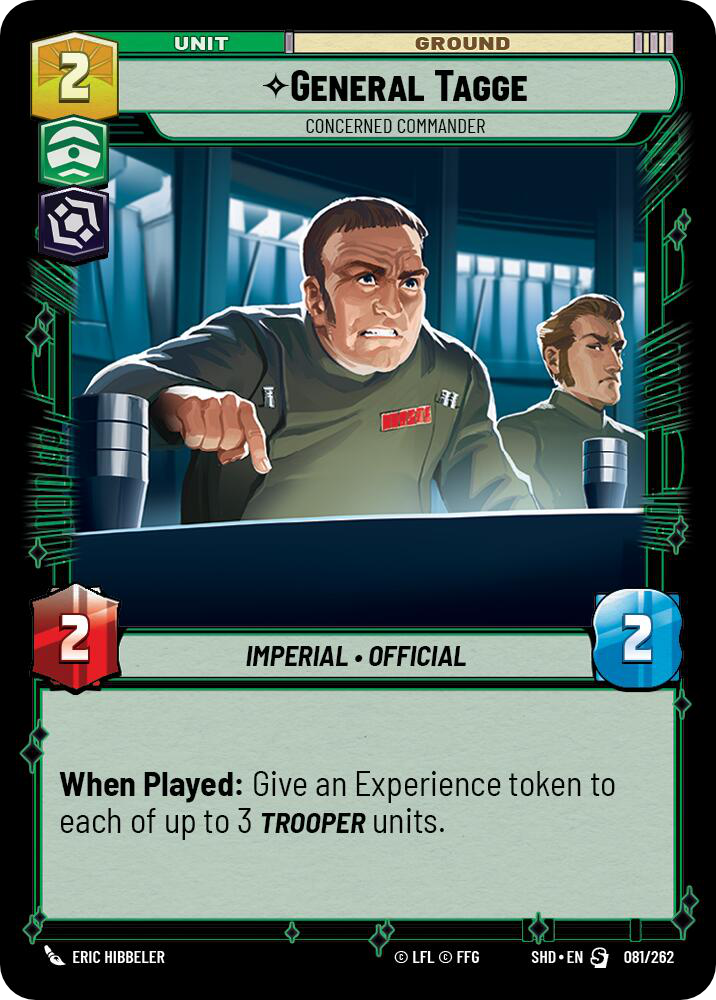 UNIT GROUND
2
✧GENERAL TAGGE
CONCERNED COMMANDER
2 IMPERIAL • OFFICIAL 2
When Played: Give an Experience token to
each of up to 3 TROOPER units.
ERIC HIBBELER © LFL © FFG SHD • EN 081/262